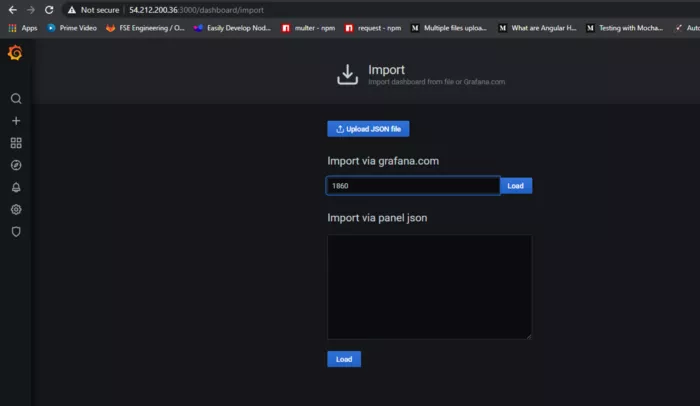 Not secure | 54.212.200.36:3000/dashboard/import
Apps Prime Video FSE Engineering / O... Easily Develop Nod... multer - npm request - npm Multiple files uploa... What are Angular H... Testing with Mocha... Auto
Import
Import dashboard from file or Grafana.com
Upload JSON file
Import via grafana.com
1860 Load
Import via panel json
Load